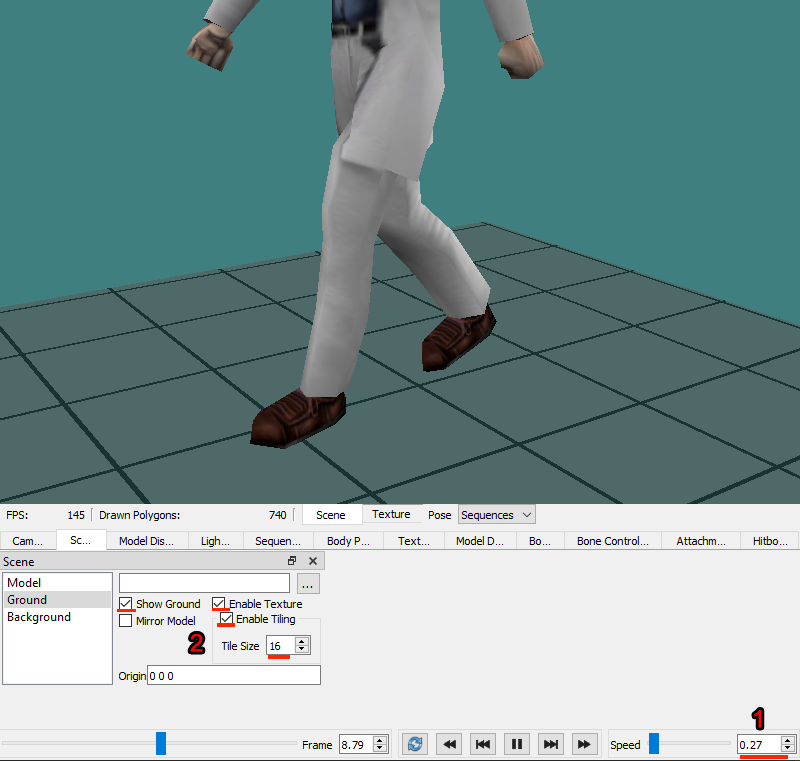 FPS: 145 Drawn Polygons: 740 Scene Texture Pose Sequences
Cam... Sc... Model Dis... Ligh... Sequen... Body P... Text... Model D... Bo... Bone Control... Attachm... Hitbo...
Scene
Model
Ground
Background
...
Show Ground Enable Texture
Mirror Model Enable Tiling
2 Tile Size 16
Origin 0 0 0
1
Frame 8.79 Speed 0.27